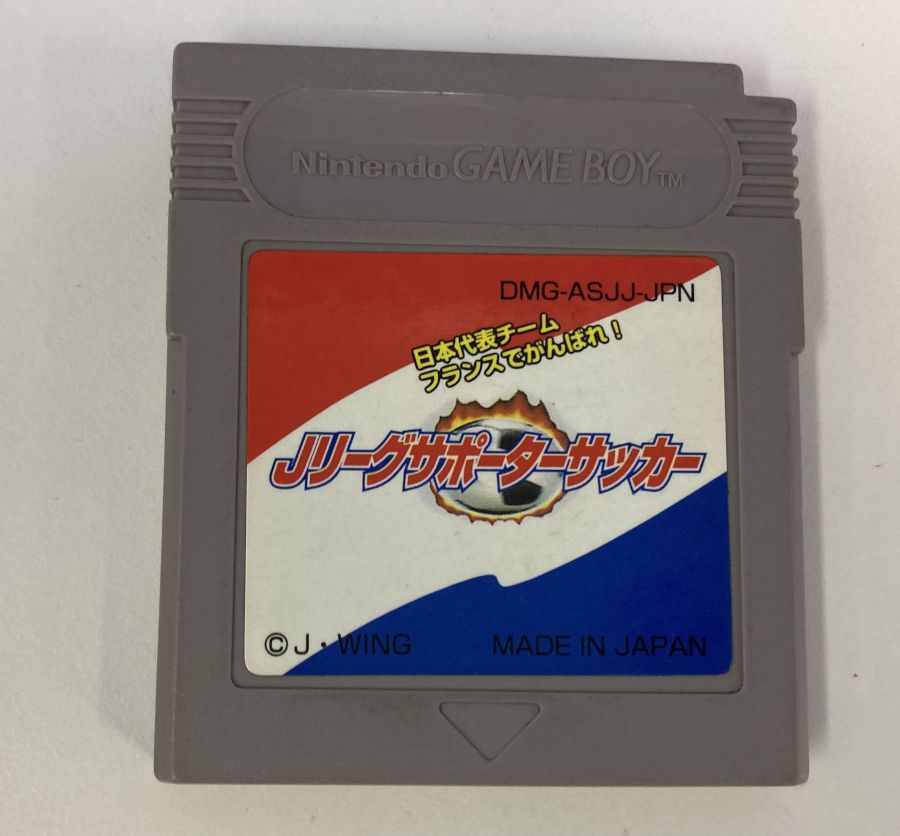 Nintendo GAME BOY™
DMG-ASJJ-JPN
日本代表チーム
フランスでがんばれ!
Jリーグサポーターサッカー
©J・WING
MADE IN JAPAN